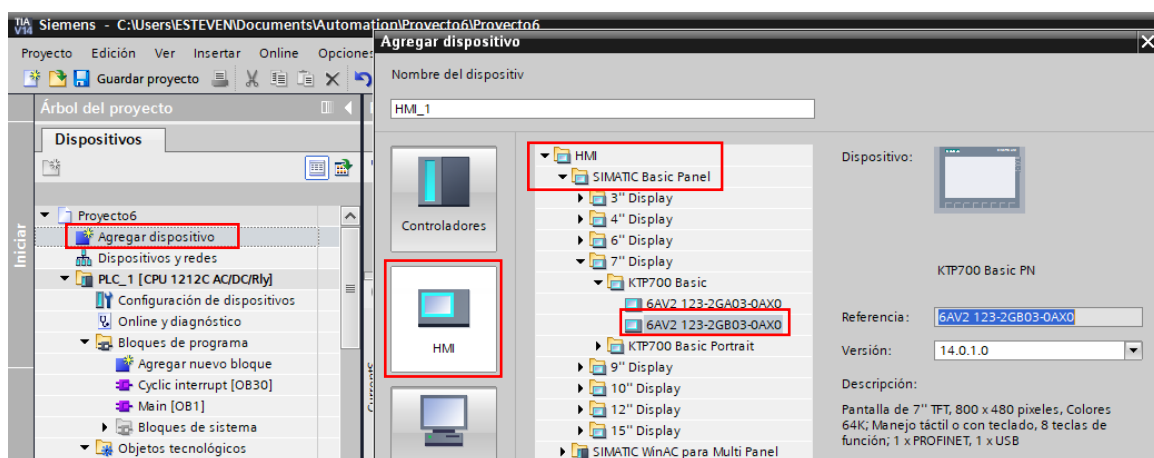 TIA V14 Siemens - C:\Users\ESTEVEN\Documents\Automation\Proyecto6\Proyecto6
Proyecto Edición Ver Insertar Online Opciones
Guardar proyecto
Árbol del proyecto
Dispositivos
Iniciar
Proyecto6
Agregar dispositivo
Dispositivos y redes
PLC_1 [CPU 1212C AC/DC/Rly]
Configuración de dispositivos
Online y diagnóstico
Bloques de programa
Agregar nuevo bloque
Cyclic interrupt [OB30]
Main [OB1]
Bloques de sistema
Objetos tecnológicos
Agregar dispositivo
Nombre del dispositiv
HMI_1
Controladores
HMI
HMI
SIMATIC Basic Panel
3'' Display
4'' Display
6'' Display
7'' Display
KTP700 Basic
6AV2 123-2GA03-0AX0
6AV2 123-2GB03-0AX0
KTP700 Basic Portrait
9'' Display
10'' Display
12'' Display
15'' Display
SIMATIC WinAC para Multi Panel
Dispositivo:
KTP700 Basic PN
Referencia: 6AV2 123-2GB03-0AX0
Versión: 14.0.1.0
Descripción:
Pantalla de 7'' TFT, 800 x 480 pixeles, Colores
64K; Manejo táctil o con teclado, 8 teclas de
función; 1 x PROFINET, 1 x USB